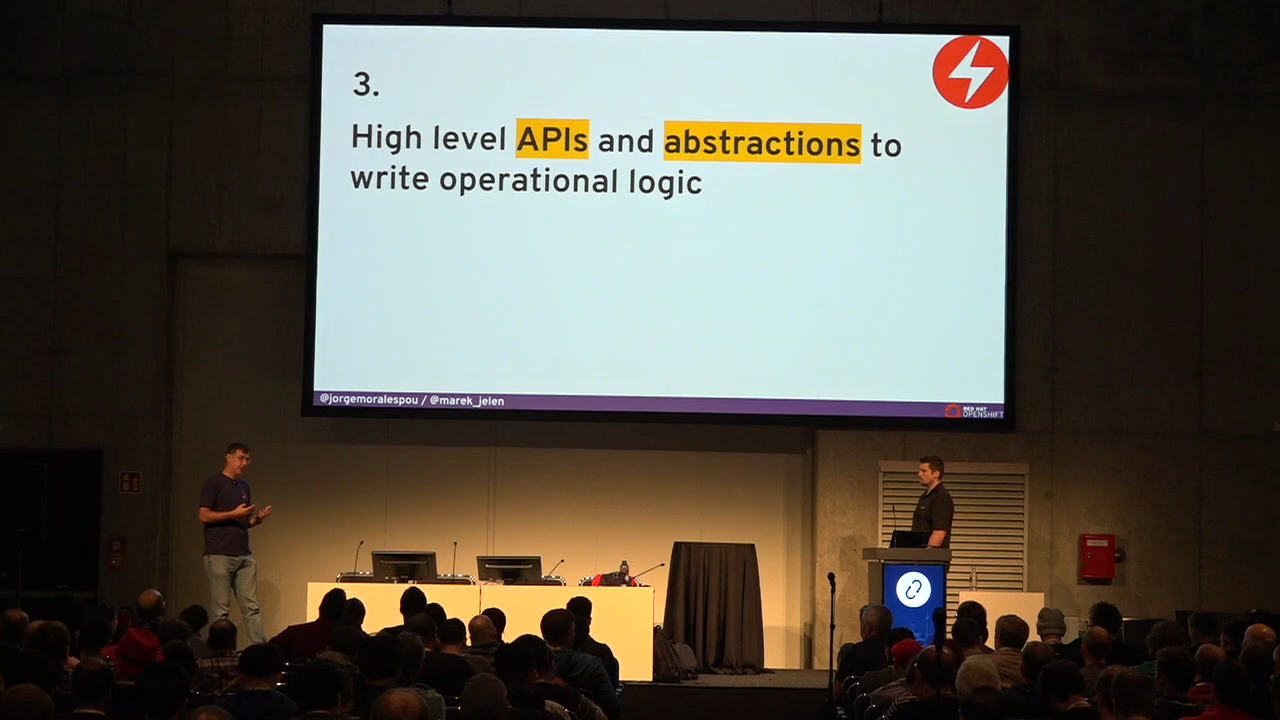 3.
High level APIs and abstractions to
write operational logic
@jorgemoralespou / @marek_jelen
RED HAT
OPENSHIFT